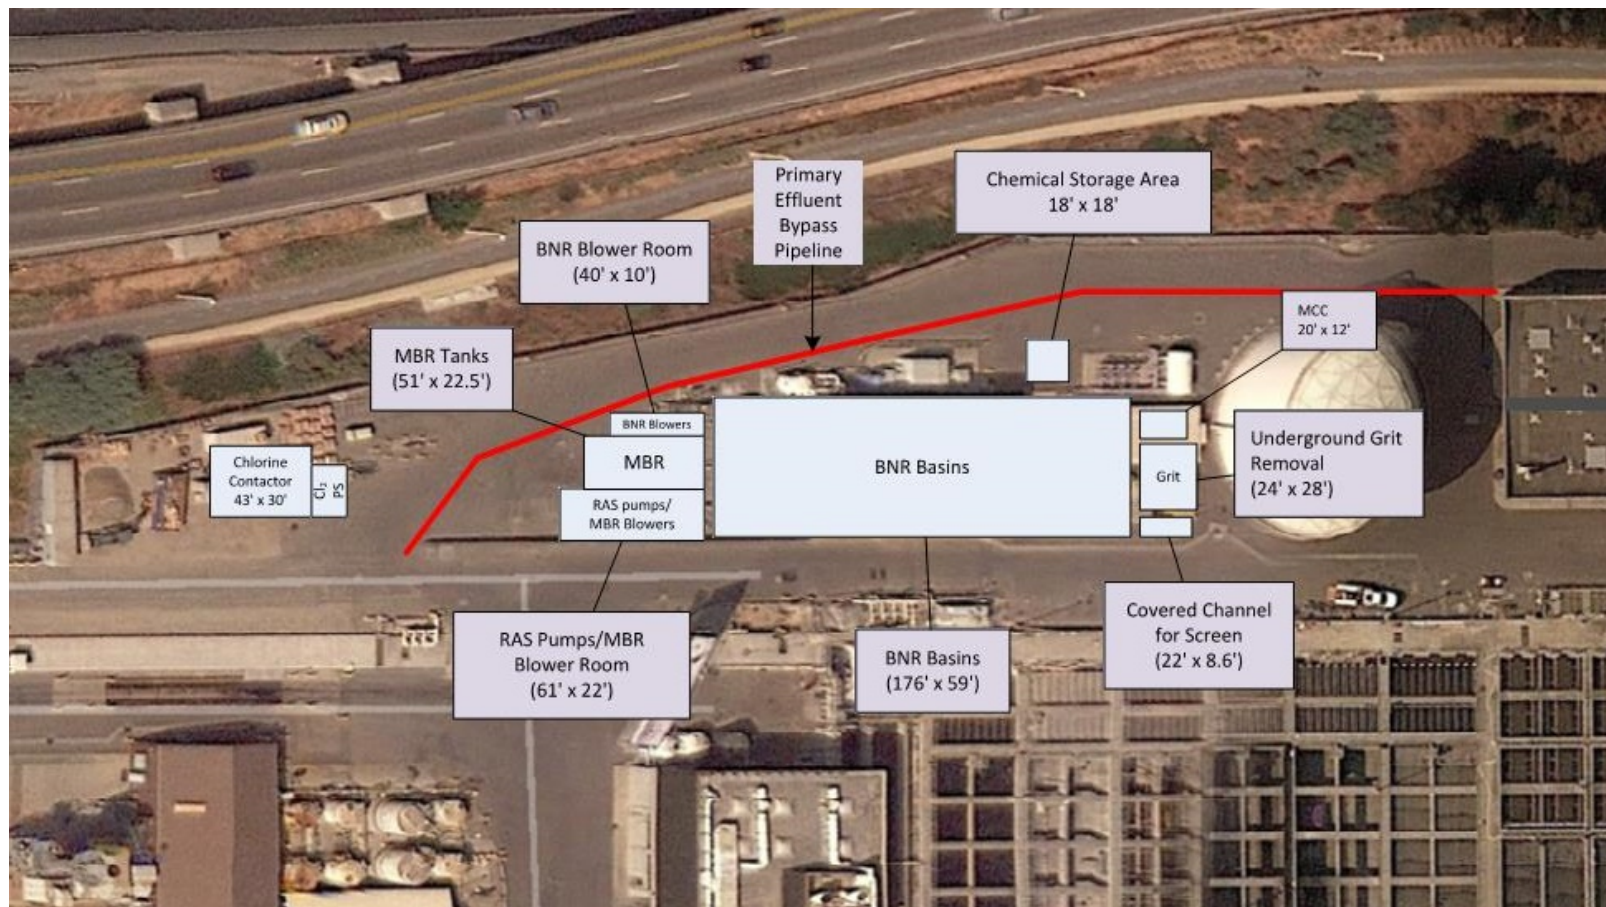 Primary
Effluent
Bypass
Pipeline
Chemical Storage Area
18' x 18'
BNR Blower Room
(40' x 10')
MCC
20' x 12'
MBR Tanks
(51' x 22.5')
BNR Blowers
MBR
RAS pumps/
MBR Blowers
BNR Basins
Grit
Underground Grit
Removal
(24' x 28')
Chlorine
Contactor
43' x 30'
Cl₂
PS
RAS Pumps/MBR
Blower Room
(61' x 22')
BNR Basins
(176' x 59')
Covered Channel
for Screen
(22' x 8.6')